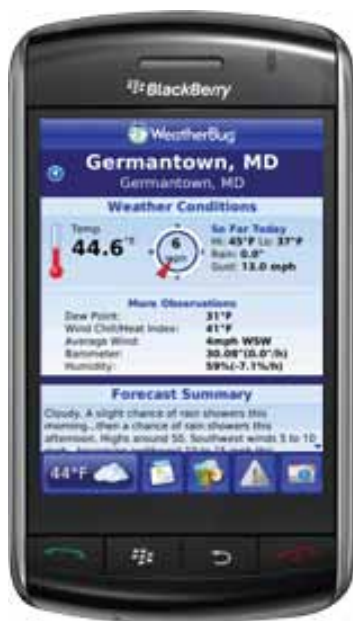 BlackBerry
WeatherBug
Germantown, MD
Germantown, MD
Weather Conditions
Temp
44.6°F
6
mph
So Far Today
Hi: 45°F Lo: 37°F
Rain: 0.0"
Gust: 13.0 mph
More Observations
Dew Point: 31°F
Wind Chill/Heat Index: 41°F
Average Wind: 4mph WSW
Barometer: 30.08"(0.0"/h)
Humidity: 59%(-7.1%/h)
Forecast Summary
Cloudy. A slight chance of rain showers this
morning...then a chance of rain showers this
afternoon. Highs around 50. Southwest winds 5 to 10
44°F